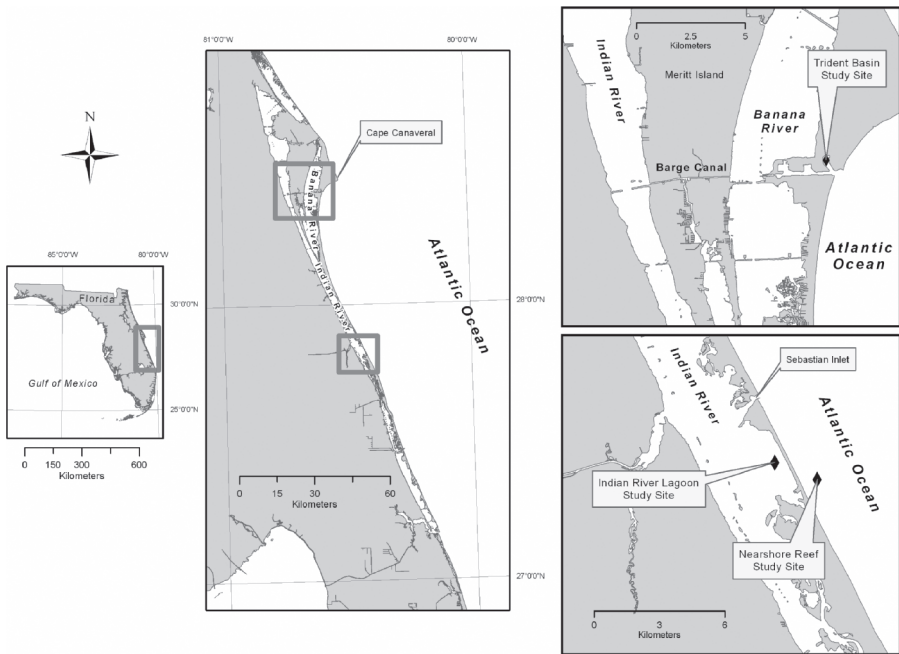 N
85°0'0"W
80°0'0"W
Florida
30°0'0"N
Gulf of Mexico
25°0'0"N
0 150 300 450 600
Kilometers
81°0'0"W
80°0'0"W
Cape Canaveral
Banana River
Indian River
Atlantic Ocean
28°0'0"N
0 15 30 45 60
Kilometers
27°0'0"N
0 2.5 5
Kilometers
Indian River
Meritt Island
Trident Basin
Study Site
Banana
River
Barge Canal
Atlantic
Ocean
Indian River
Sebastian Inlet
Atlantic Ocean
Indian River Lagoon
Study Site
Nearshore Reef
Study Site
0 3 6
Kilometers